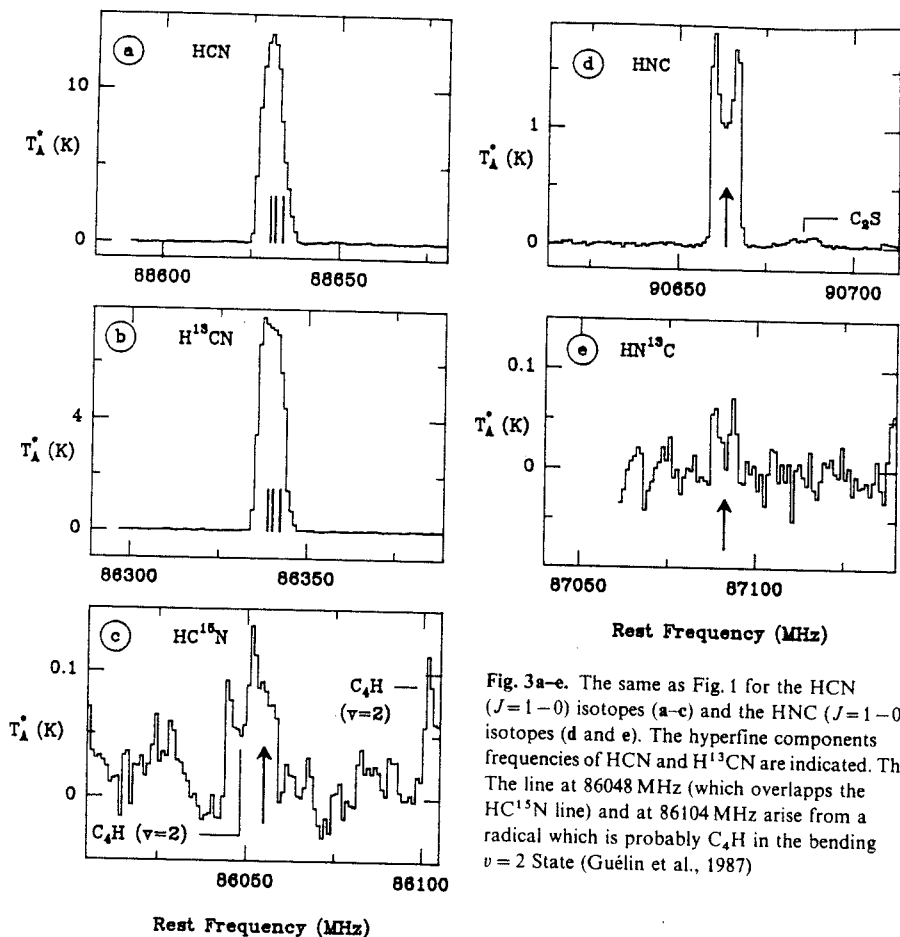 a HCN
10
T*A (K)
0
88600 88650
b H¹³CN
4
T*A (K)
0
86300 86350
c HC¹⁵N
0.1
C₄H
(v=2)
T*A (K)
0
C₄H (v=2)
86050 86100
Rest Frequency (MHz)
d HNC
1
T*A (K)
C₂S
0
90650 90700
e HN¹³C
0.1
T*A (K)
0
87050 87100
Rest Frequency (MHz)
Fig. 3a–e. The same as Fig. 1 for the HCN
(J=1−0) isotopes (a–c) and the HNC (J=1−0
isotopes (d and e). The hyperfine components
frequencies of HCN and H¹³CN are indicated. Th
The line at 86048 MHz (which overlapps the
HC¹⁵N line) and at 86104 MHz arise from a
radical which is probably C₄H in the bending
v = 2 State (Guélin et al., 1987)